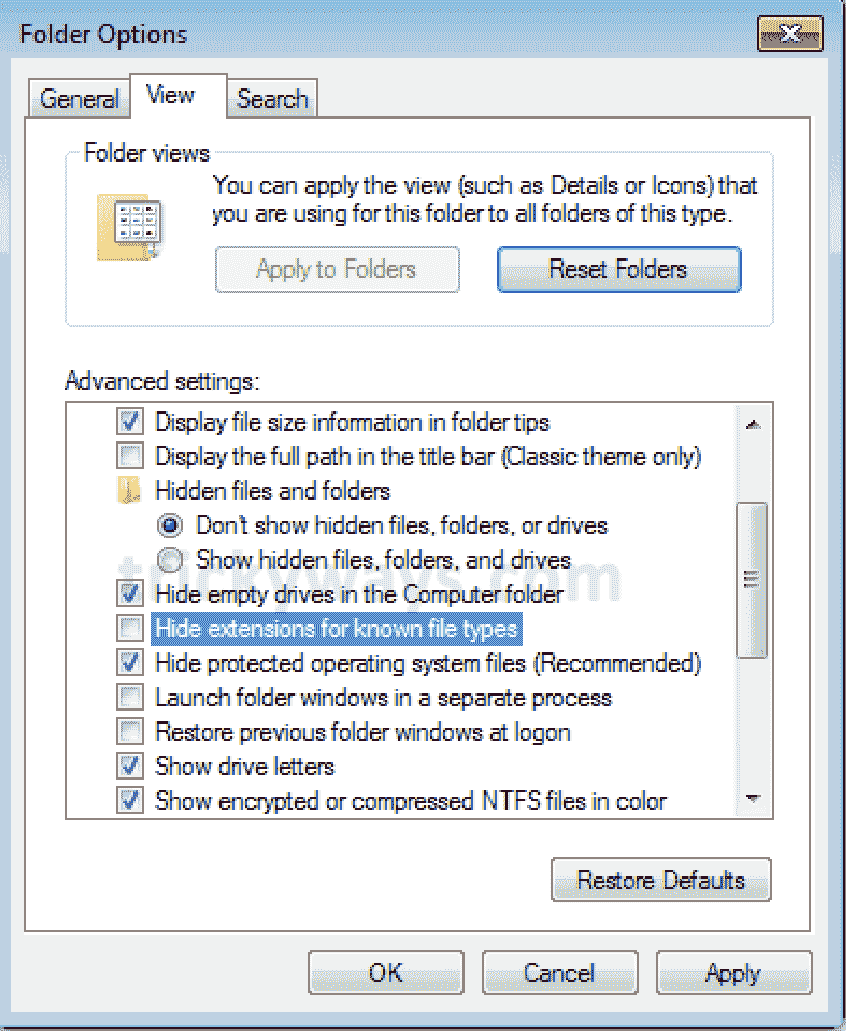 Folder Options
General View Search
Folder views
You can apply the view (such as Details or Icons) that
you are using for this folder to all folders of this type.
Apply to Folders Reset Folders
Advanced settings:
Display file size information in folder tips
Display the full path in the title bar (Classic theme only)
Hidden files and folders
Don't show hidden files, folders, or drives
Show hidden files, folders, and drives
trickyways.com
Hide empty drives in the Computer folder
Hide extensions for known file types
Hide protected operating system files (Recommended)
Launch folder windows in a separate process
Restore previous folder windows at logon
Show drive letters
Show encrypted or compressed NTFS files in color
Restore Defaults
OK Cancel Apply